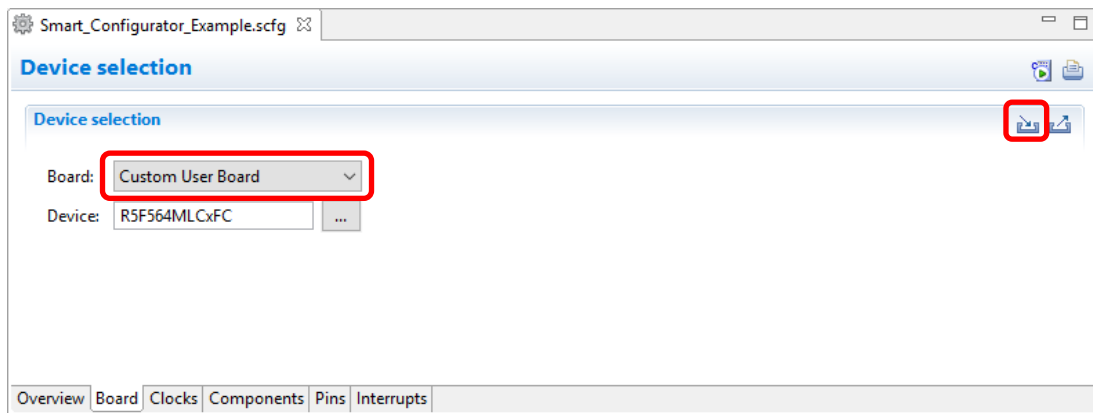 Smart_Configurator_Example.scfg
Device selection
Device selection
Board: Custom User Board
Device: R5F564MLCxFC ...
Overview Board Clocks Components Pins Interrupts